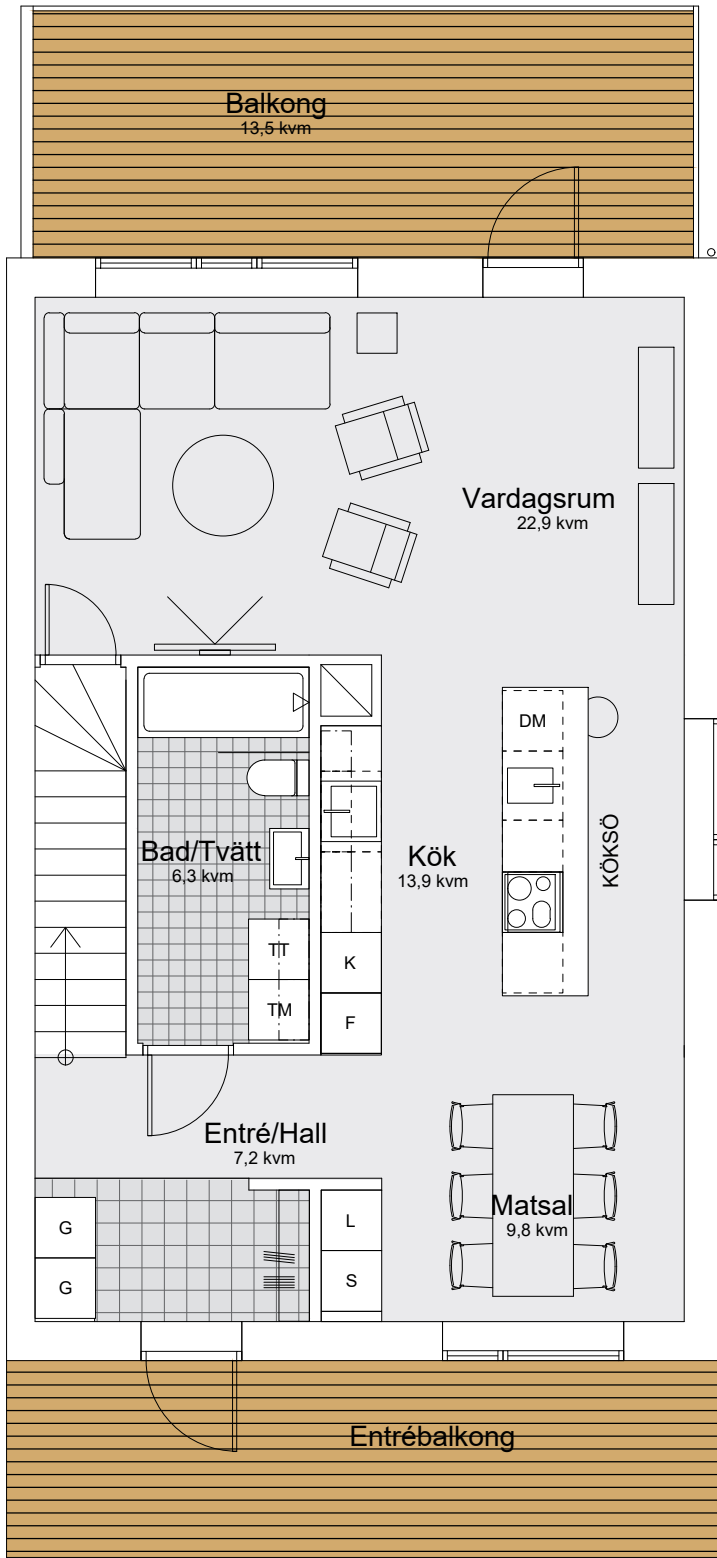 Balkong
13,5 kvm
Vardagsrum
22,9 kvm
DM
KÖKSÖ
Bad/Tvätt
6,3 kvm
Kök
13,9 kvm
TT
K
TM
F
Entré/Hall
7,2 kvm
Matsal
9,8 kvm
G
L
G
S
Entrébalkong